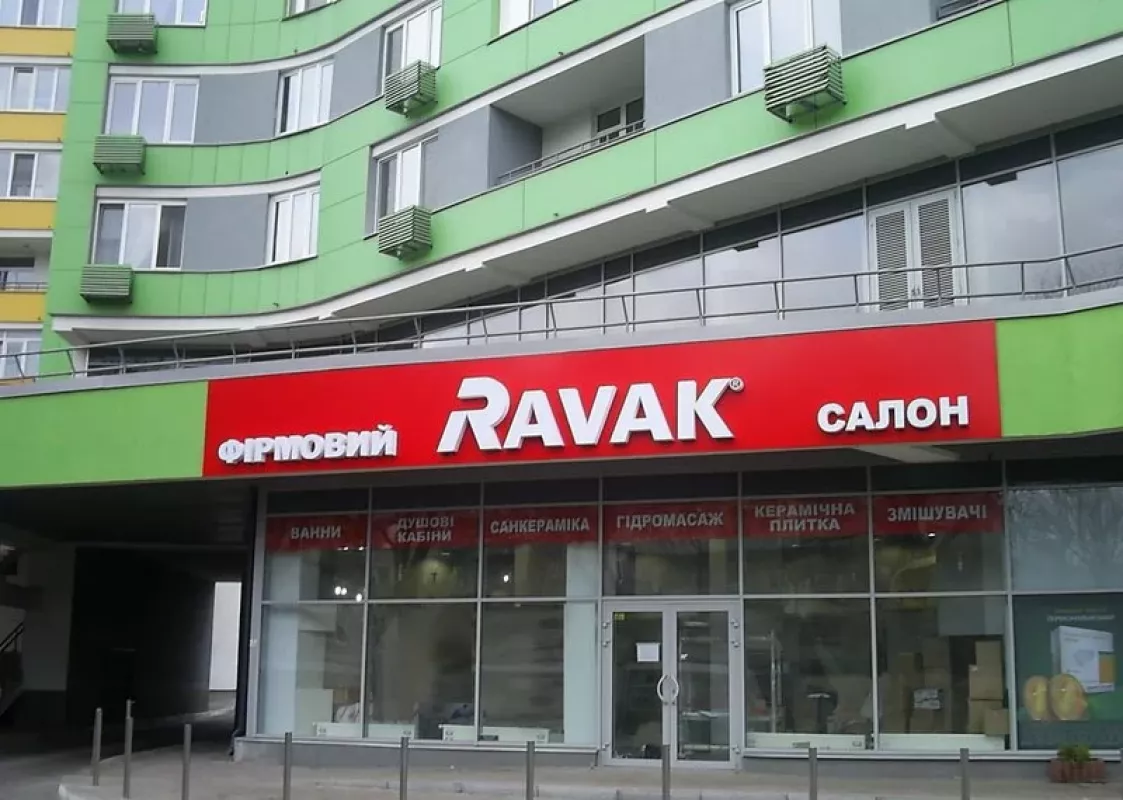 ФІРМОВИЙ RAVAK® САЛОН
ВАННИ
ДУШОВІ
КАБІНИ
САНКЕРАМІКА
ГІДРОМАСАЖ
КЕРАМІЧНА
ПЛИТКА
ЗМІШУВАЧІ